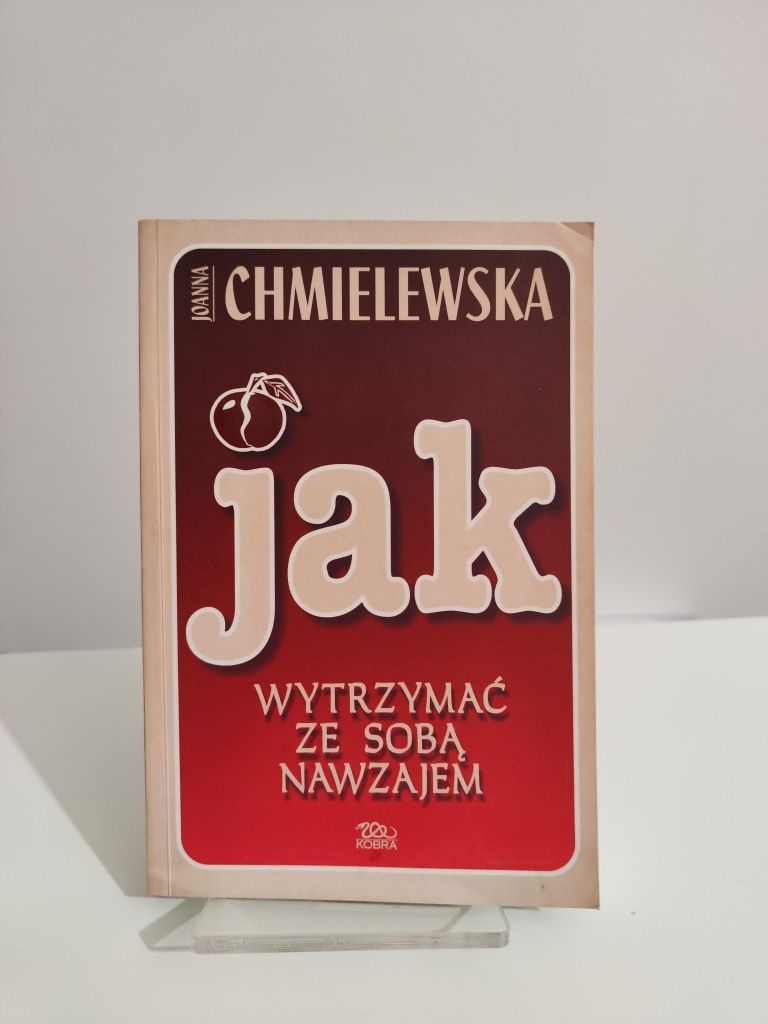 JOANNA
CHMIELEWSKA
jak
WYTRZYMAĆ
ZE SOBĄ
NAWZAJEM
KOBRA